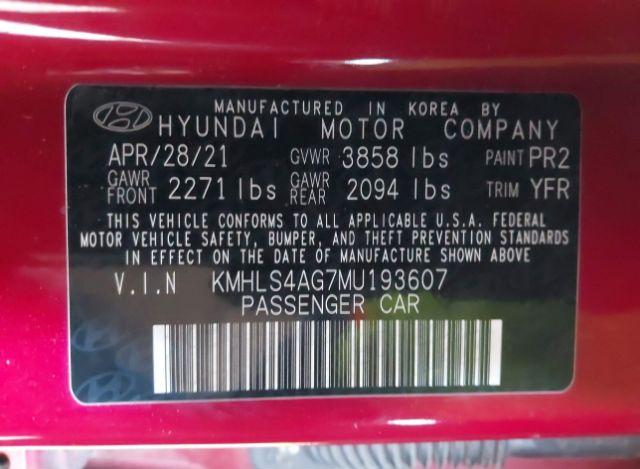 MANUFACTURED IN KOREA BY
HYUNDAI MOTOR COMPANY
APR/28/21 GVWR 3858 lbs PAINT PR2
GAWR FRONT 2271 lbs GAWR REAR 2094 lbs TRIM YFR
THIS VEHICLE CONFORMS TO ALL APPLICABLE U.S.A. FEDERAL
MOTOR VEHICLE SAFETY, BUMPER, AND THEFT PREVENTION STANDARDS
IN EFFECT ON THE DATE OF MANUFACTURE SHOWN ABOVE
V.I.N KMHLS4AG7MU193607
PASSENGER CAR